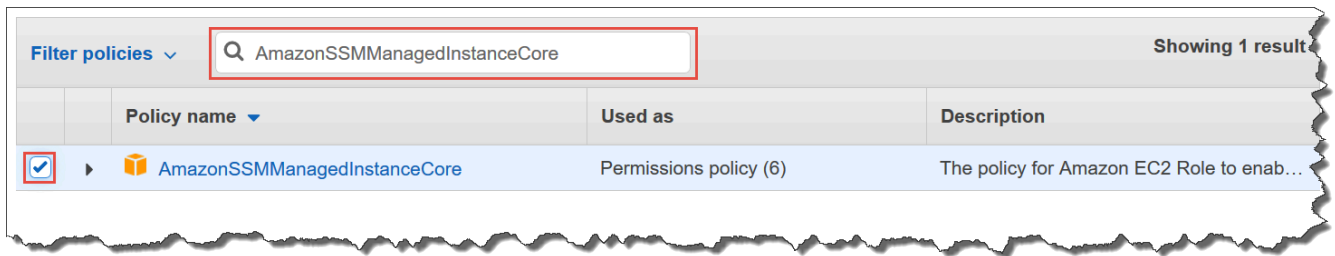 Filter policies
AmazonSSMManagedInstanceCore
Showing 1 result
Policy name Used as Description
AmazonSSMManagedInstanceCore Permissions policy (6) The policy for Amazon EC2 Role to enab…